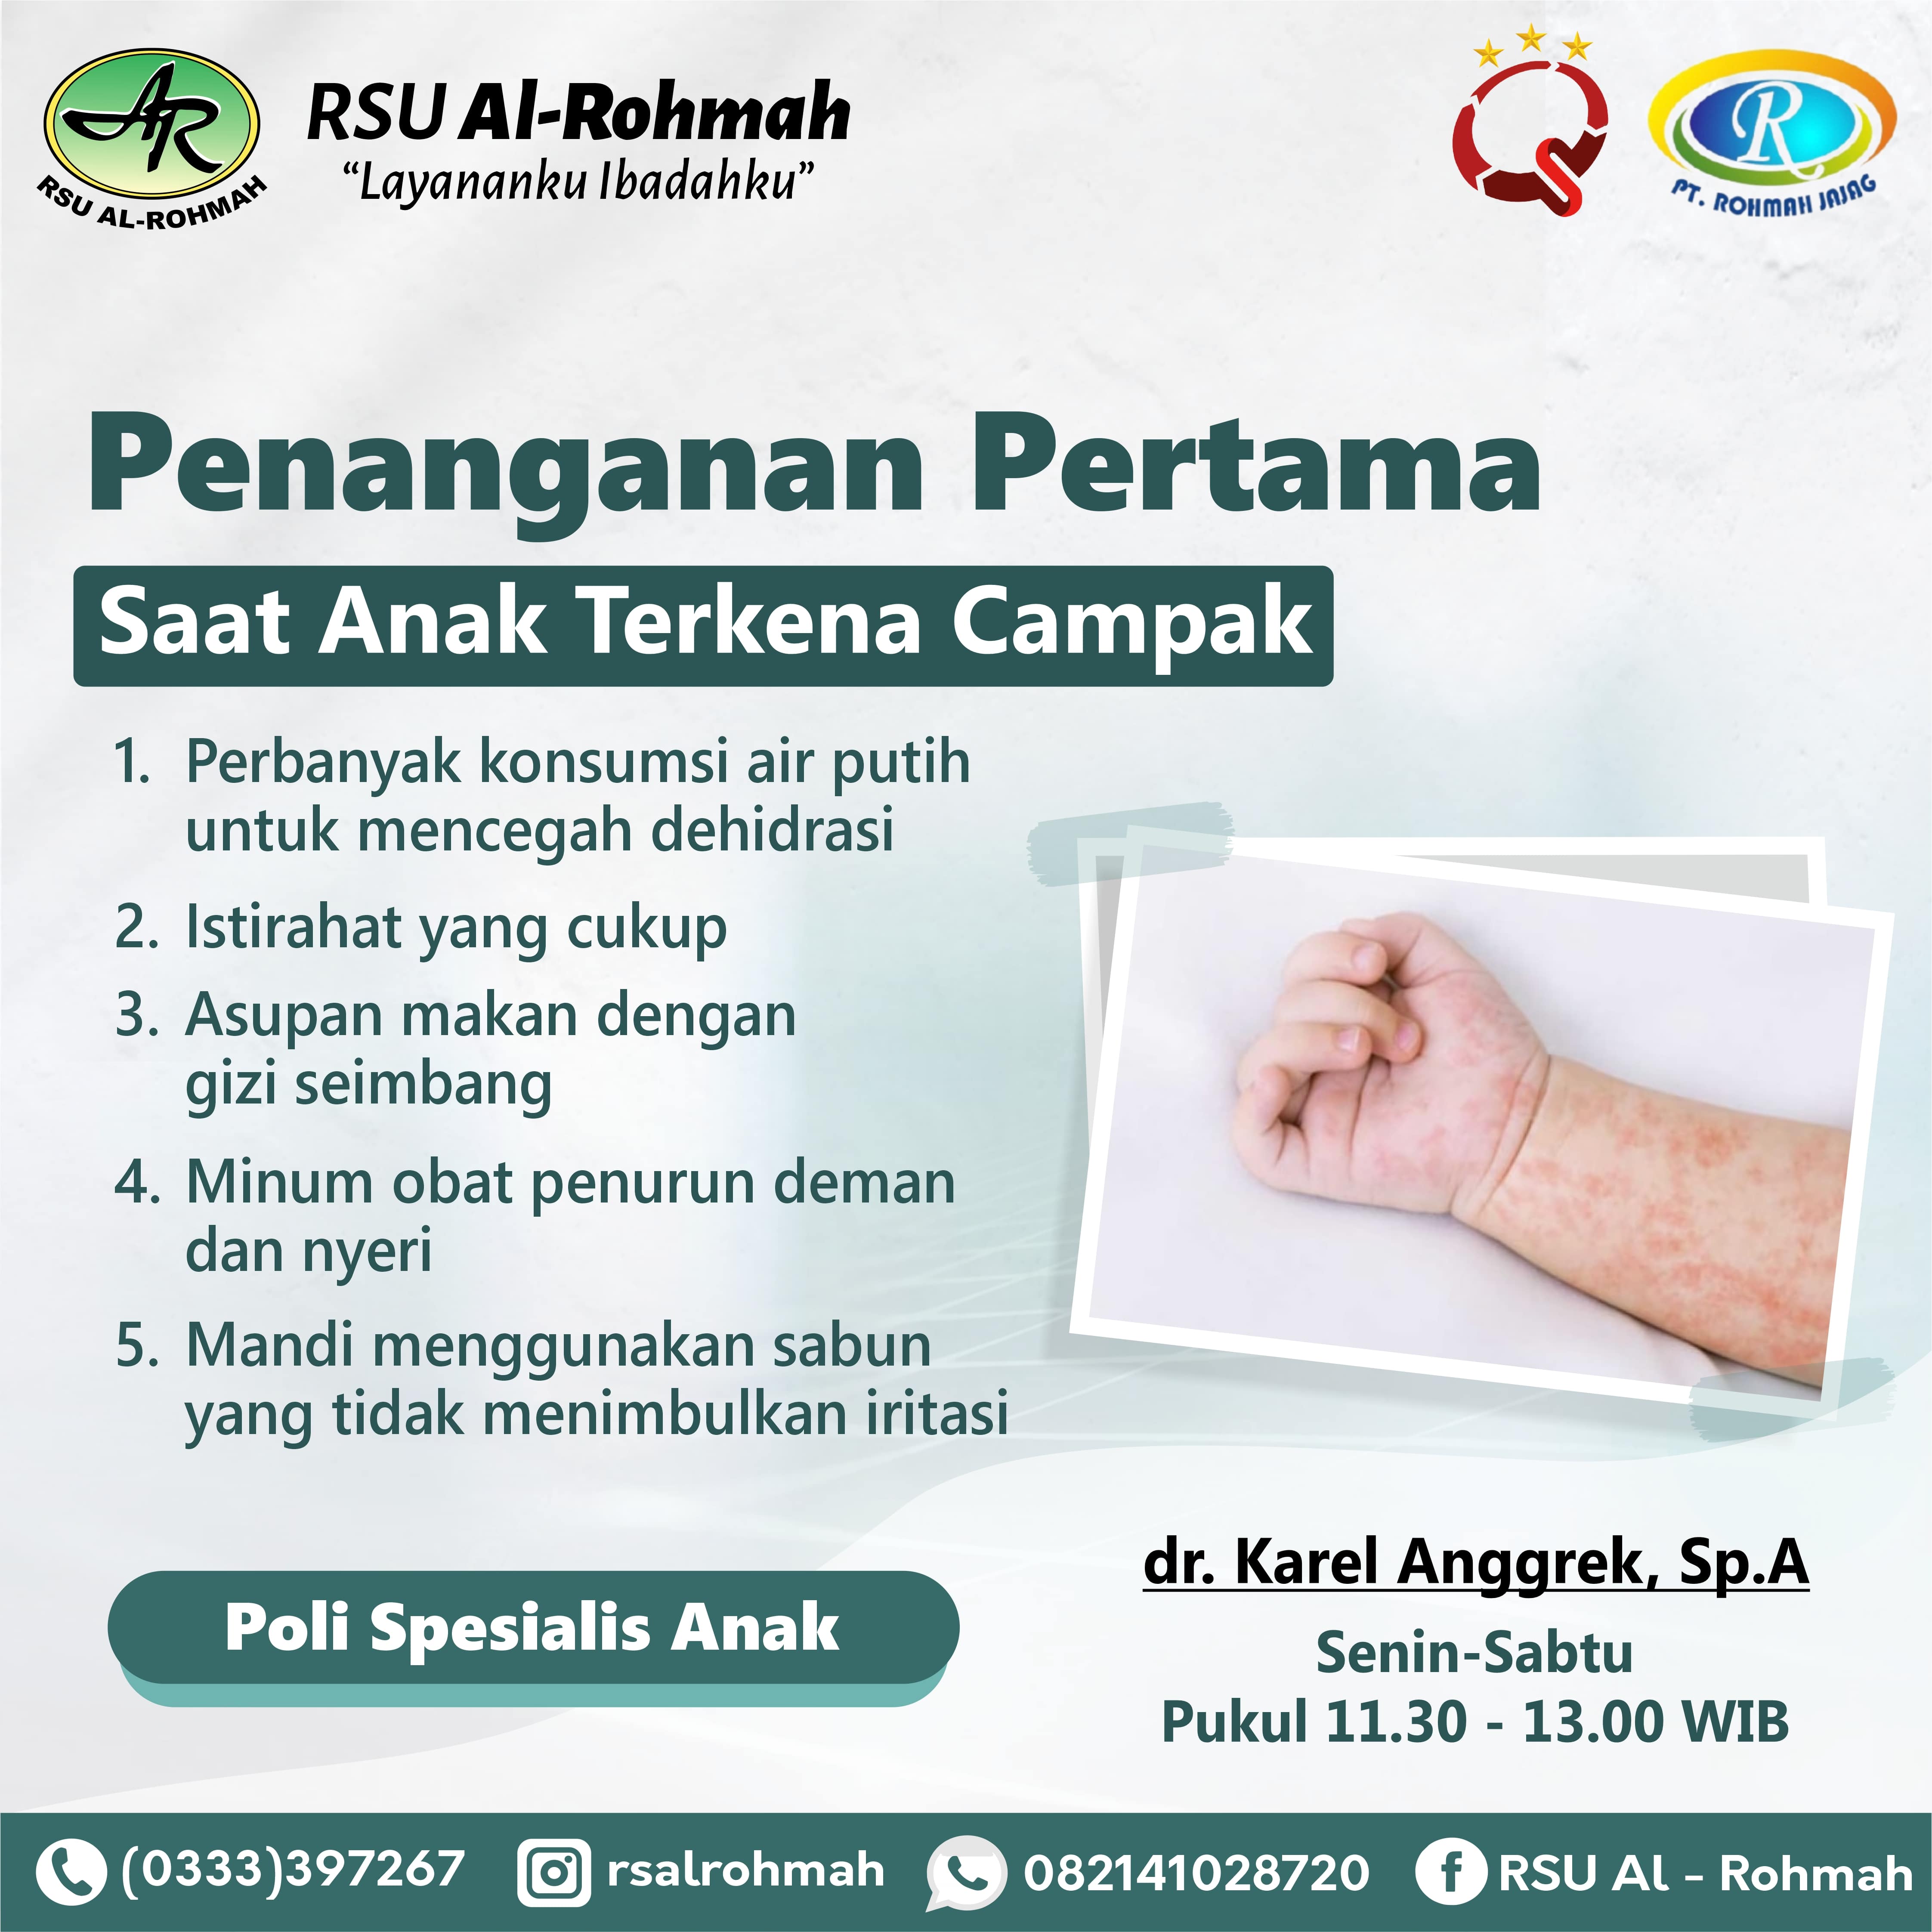 RSU AL-ROHMAH
RSU Al-Rohmah
“Layananku Ibadahku”
R
PT. ROHMAH JAJAG
Penanganan Pertama
Saat Anak Terkena Campak
1. Perbanyak konsumsi air putih
untuk mencegah dehidrasi
2. Istirahat yang cukup
3. Asupan makan dengan
gizi seimbang
4. Minum obat penurun deman
dan nyeri
5. Mandi menggunakan sabun
yang tidak menimbulkan iritasi
Poli Spesialis Anak
dr. Karel Anggrek, Sp.A
Senin-Sabtu
Pukul 11.30 - 13.00 WIB
(0333)397267
rsalrohmah
082141028720
RSU Al - Rohmah